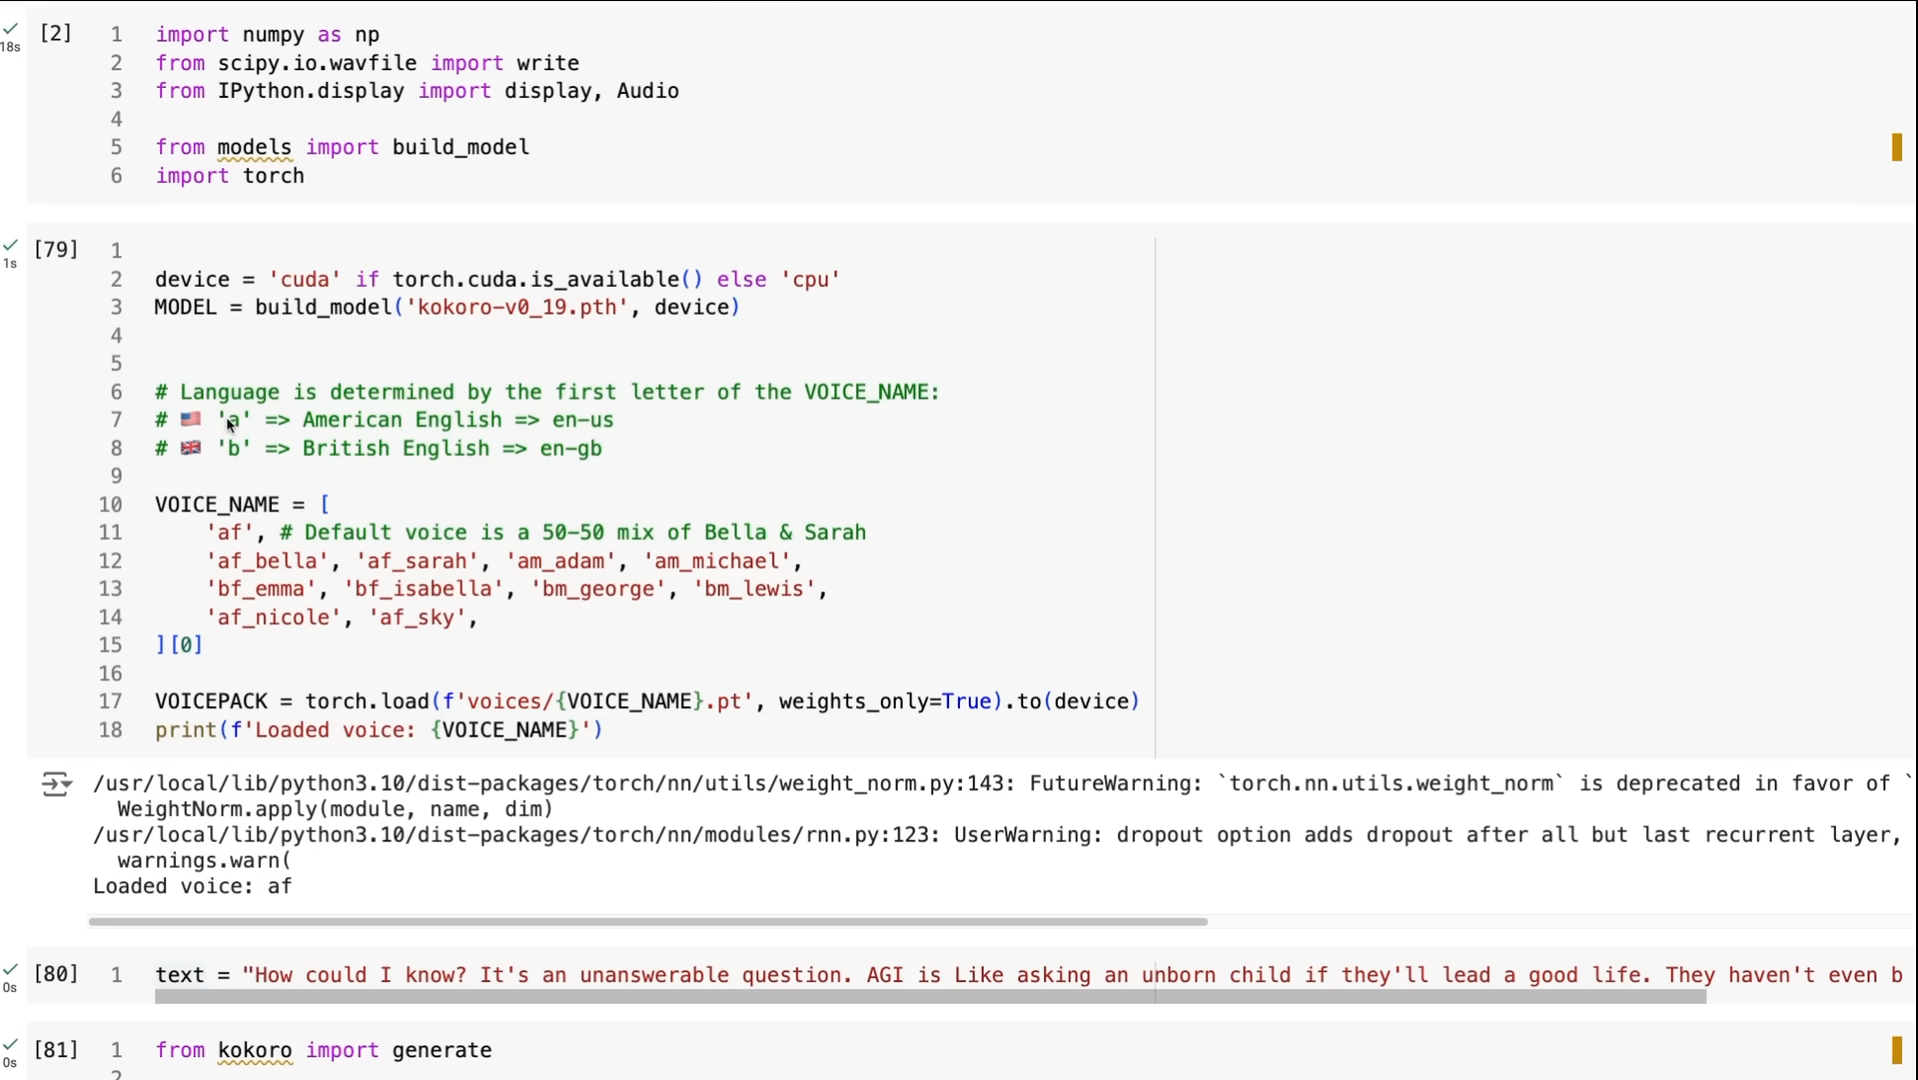 18s
[2]
1 import numpy as np
2 from scipy.io.wavfile import write
3 from IPython.display import display, Audio
4
5 from models import build_model
6 import torch
1s
[79]
1
2 device = 'cuda' if torch.cuda.is_available() else 'cpu'
3 MODEL = build_model('kokoro-v0_19.pth', device)
4
5
6 # Language is determined by the first letter of the VOICE_NAME:
7 # 🇺🇸 'a' => American English => en-us
8 # 🇬🇧 'b' => British English => en-gb
9
10 VOICE_NAME = [
11     'af', # Default voice is a 50-50 mix of Bella & Sarah
12     'af_bella', 'af_sarah', 'am_adam', 'am_michael',
13     'bf_emma', 'bf_isabella', 'bm_george', 'bm_lewis',
14     'af_nicole', 'af_sky',
15 ][0]
16
17 VOICEPACK = torch.load(f'voices/{VOICE_NAME}.pt', weights_only=True).to(device)
18 print(f'Loaded voice: {VOICE_NAME}')
/usr/local/lib/python3.10/dist-packages/torch/nn/utils/weight_norm.py:143: FutureWarning: `torch.nn.utils.weight_norm` is deprecated in favor of `
  WeightNorm.apply(module, name, dim)
/usr/local/lib/python3.10/dist-packages/torch/nn/modules/rnn.py:123: UserWarning: dropout option adds dropout after all but last recurrent layer,
  warnings.warn(
Loaded voice: af
0s
[80]
1 text = "How could I know? It's an unanswerable question. AGI is Like asking an unborn child if they'll lead a good life. They haven't even b
0s
[81]
1 from kokoro import generate
2